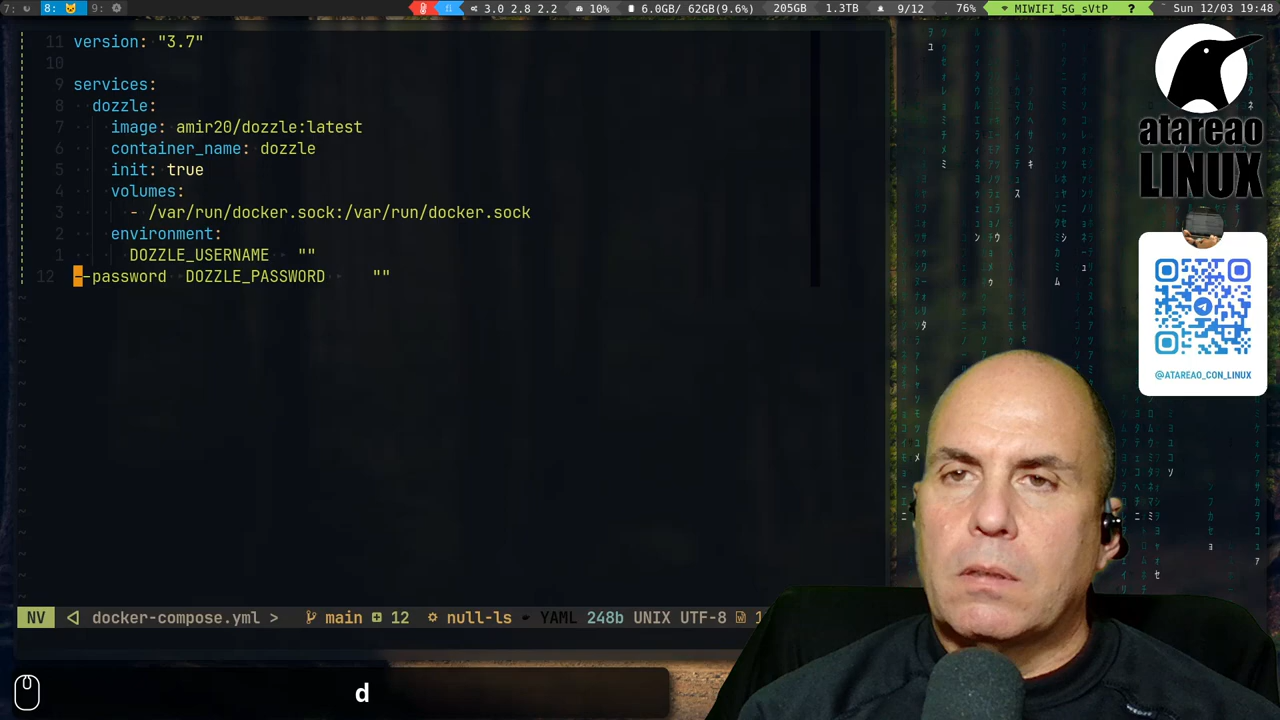 7:
8:
9:
3.0 2.8 2.2
10%
6.0GB/ 62GB(9.6%)
205GB
1.3TB
9/12
76%
MIWIFI_5G_sVtP
?
Sun 12/03 19:48
11 version: "3.7"
10
9 services:
8 dozzle:
7 image: amir20/dozzle:latest
6 container_name: dozzle
5 init: true
4 volumes:
3 - /var/run/docker.sock:/var/run/docker.sock
2 environment:
1 DOZZLE_USERNAME ""
12 --password DOZZLE_PASSWORD ""
NV
docker-compose.yml >
main 12
null-ls
YAML
248b UNIX UTF-8
d
atareao
LINUX
@ATAREAO_CON_LINUX